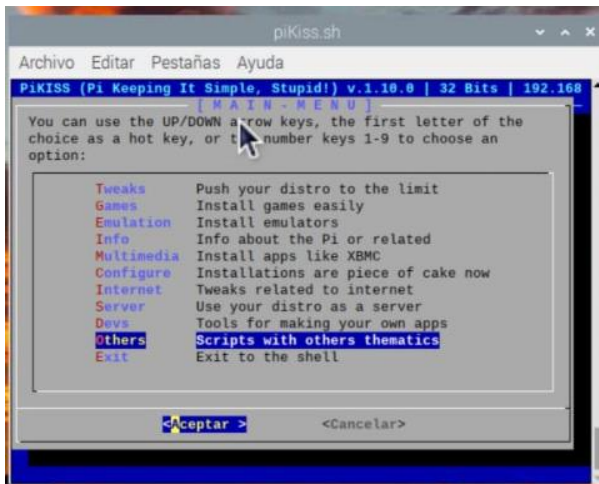 piKiss.sh
Archivo Editar Pestañas Ayuda
PiKISS (Pi Keeping It Simple, Stupid!) v.1.10.0 | 32 Bits | 192.168
[ M A I N - M E N U ]
You can use the UP/DOWN arrow keys, the first letter of the
choice as a hot key, or the number keys 1-9 to choose an
option:
Tweaks Push your distro to the limit
Games Install games easily
Emulation Install emulators
Info Info about the Pi or related
Multimedia Install apps like XBMC
Configure Installations are piece of cake now
Internet Tweaks related to internet
Server Use your distro as a server
Devs Tools for making your own apps
Others Scripts with others thematics
Exit Exit to the shell
<Aceptar > <Cancelar>